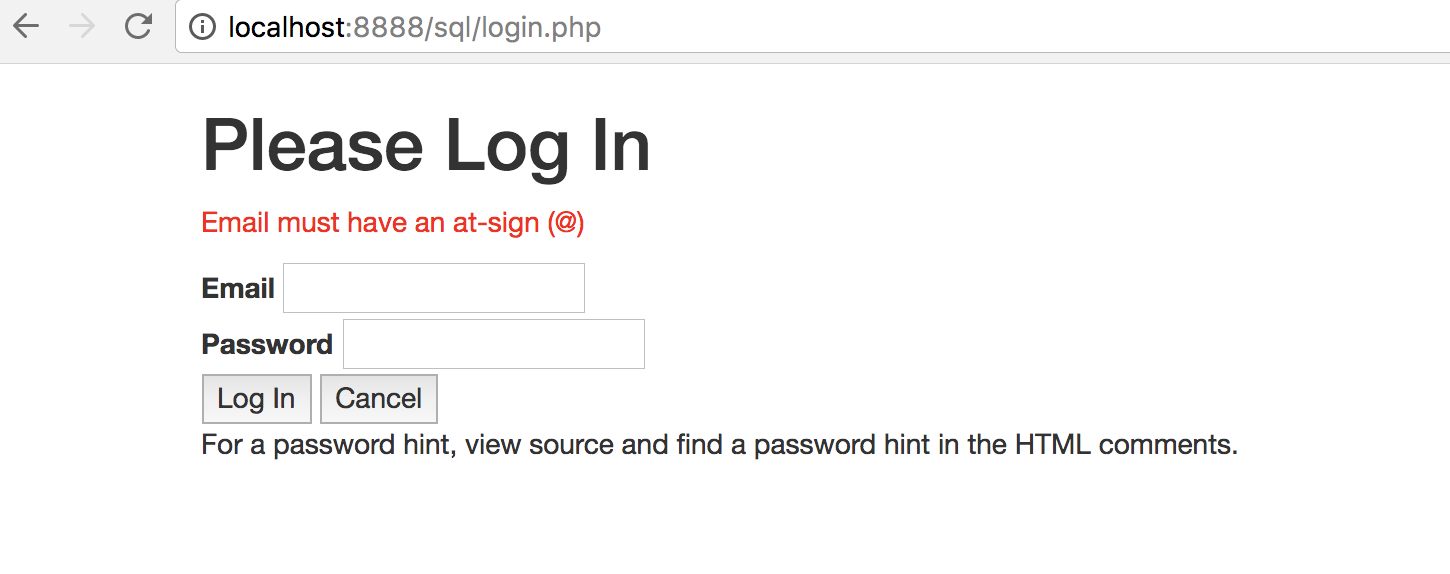 localhost:8888/sql/login.php
Please Log In
Email must have an at-sign (@)
Email
Password
Log In Cancel
For a password hint, view source and find a password hint in the HTML comments.